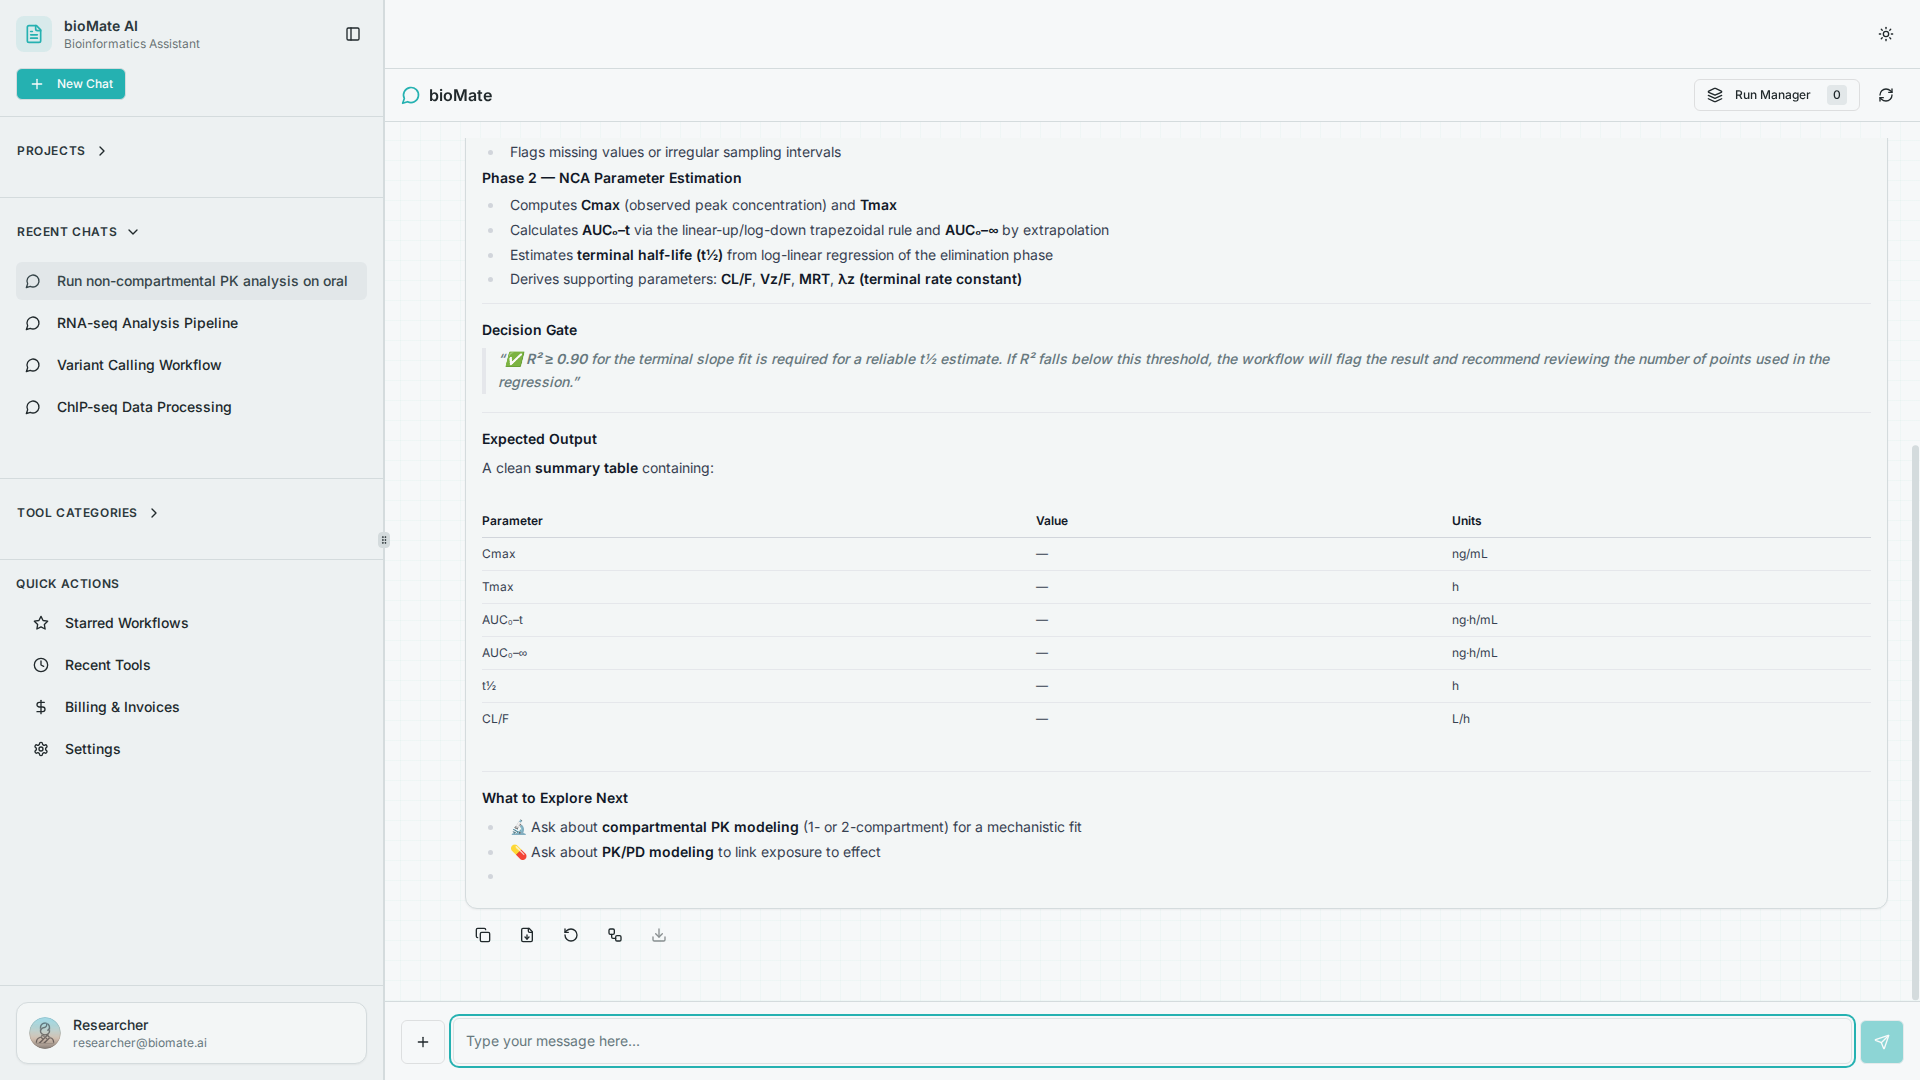 bioMate AI
Bioinformatics Assistant
New Chat
PROJECTS
RECENT CHATS
Run non-compartmental PK analysis on oral
RNA-seq Analysis Pipeline
Variant Calling Workflow
ChIP-seq Data Processing
TOOL CATEGORIES
QUICK ACTIONS
Starred Workflows
Recent Tools
Billing & Invoices
Settings
Researcher
researcher@biomate.ai
bioMate
Run Manager 0
Flags missing values or irregular sampling intervals
Phase 2 — NCA Parameter Estimation
Computes Cmax (observed peak concentration) and Tmax
Calculates AUC₀–t via the linear-up/log-down trapezoidal rule and AUC₀–∞ by extrapolation
Estimates terminal half-life (t½) from log-linear regression of the elimination phase
Derives supporting parameters: CL/F, Vz/F, MRT, λz (terminal rate constant)
Decision Gate
“✅ R² ≥ 0.90 for the terminal slope fit is required for a reliable t½ estimate. If R² falls below this threshold, the workflow will flag the result and recommend reviewing the number of points used in the
regression.”
Expected Output
A clean summary table containing:
Parameter Value Units
Cmax — ng/mL
Tmax — h
AUC₀–t — ng·h/mL
AUC₀–∞ — ng·h/mL
t½ — h
CL/F — L/h
What to Explore Next
🔬 Ask about compartmental PK modeling (1- or 2-compartment) for a mechanistic fit
💊 Ask about PK/PD modeling to link exposure to effect
Type your message here...